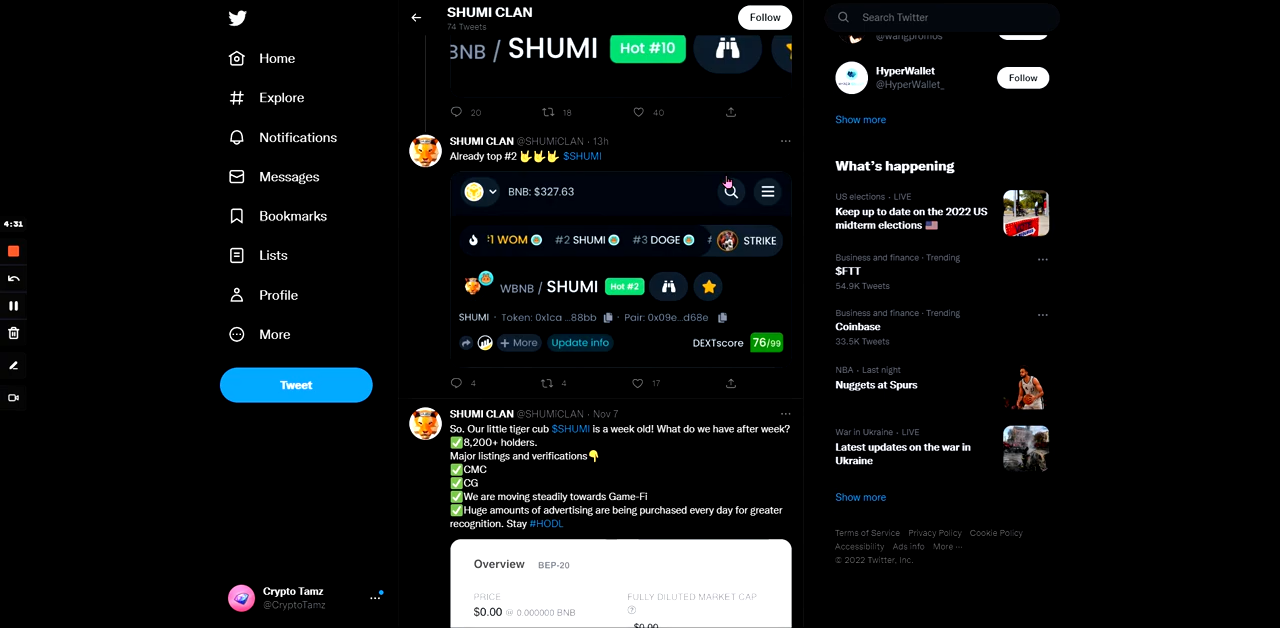 4:31
Home
Explore
Notifications
Messages
Bookmarks
Lists
Profile
More
Tweet
Crypto Tamz
@CryptoTamz
SHUMI CLAN
74 Tweets
Follow
BNB / SHUMI Hot #10
20 18 40
SHUMI CLAN @SHUMICLAN · 13h
Already top #2 🤟🤟🤟 $SHUMI
BNB: $327.63
#1 WOM #2 SHUMI #3 DOGE # STRIKE
WBNB / SHUMI Hot #2
SHUMI · Token: 0x1ca ...88bb · Pair: 0x09e...d68e
+ More Update info DEXTscore 76/99
4 4 17
SHUMI CLAN @SHUMICLAN · Nov 7
So. Our little tiger cub $SHUMI is a week old! What do we have after week?
✅8,200+ holders.
Major listings and verifications👇
✅CMC
✅CG
✅We are moving steadily towards Game-Fi
✅Huge amounts of advertising are being purchased every day for greater
recognition. Stay #HODL
Overview BEP-20
PRICE
$0.00 @ 0.000000 BNB
FULLY DILUTED MARKET CAP
$0.00
Search Twitter
@wangpromos
HyperWallet
@HyperWallet_
Follow
Show more
What's happening
US elections · LIVE
Keep up to date on the 2022 US
midterm elections 🇺🇸
Business and finance · Trending
$FTT
54.9K Tweets
Business and finance · Trending
Coinbase
33.5K Tweets
NBA · Last night
Nuggets at Spurs
War in Ukraine · LIVE
Latest updates on the war in
Ukraine
Show more
Terms of Service Privacy Policy Cookie Policy
Accessibility Ads info More ···
© 2022 Twitter, Inc.